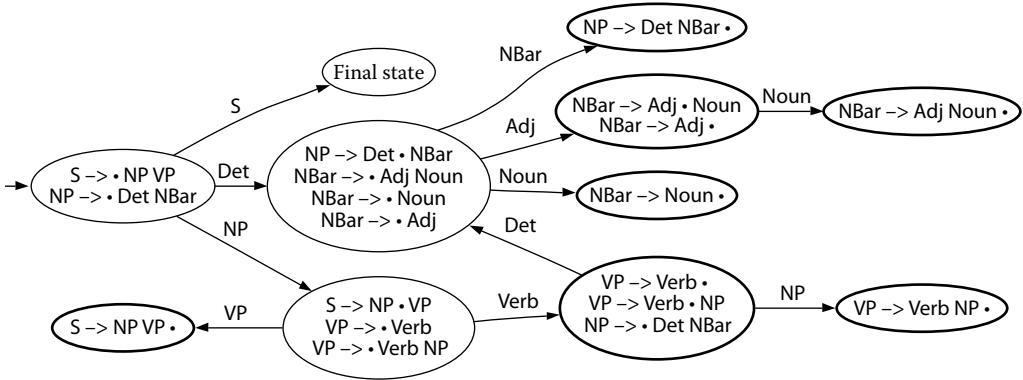 NP –> Det NBar •
NBar
Final state
S
NBar –> Adj • Noun
NBar –> Adj •
Noun
NBar –> Adj Noun •
Adj
S –> • NP VP
NP –> • Det NBar
Det
NP –> Det • NBar
NBar –> • Adj Noun
NBar –> • Noun
NBar –> • Adj
Noun
NBar –> Noun •
NP
Det
S –> NP VP •
VP
S –> NP • VP
VP –> • Verb
VP –> • Verb NP
Verb
VP –> Verb •
VP –> Verb • NP
NP –> • Det NBar
NP
VP –> Verb NP •